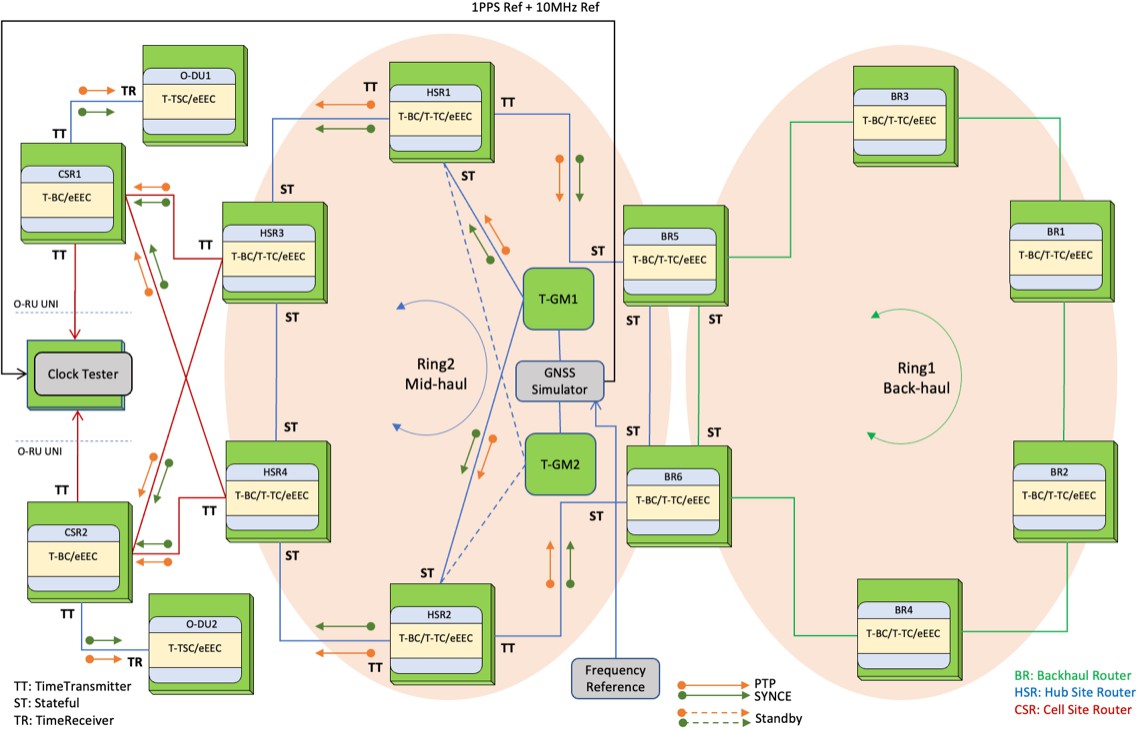 1PPS Ref + 10MHz Ref
O-DU1
T-TSC/eEEC
TR
TT
CSR1
T-BC/eEEC
TT
O-RU UNI
Clock Tester
O-RU UNI
TT
CSR2
T-BC/eEEC
TT
TR
O-DU2
T-TSC/eEEC
TT: TimeTransmitter
ST: Stateful
TR: TimeReceiver
TT
HSR1
T-BC/T-TC/eEEC
TT
ST
ST
TT
HSR3
T-BC/T-TC/eEEC
ST
Ring2
Mid-haul
T-GM1
GNSS
Simulator
T-GM2
ST
HSR4
T-BC/T-TC/eEEC
TT
ST
ST
HSR2
T-BC/T-TC/eEEC
TT
TT
ST
BR5
T-BC/T-TC/eEEC
ST
ST
ST
ST
BR6
T-BC/T-TC/eEEC
ST
BR3
T-BC/T-TC/eEEC
BR1
T-BC/T-TC/eEEC
Ring1
Back-haul
BR2
T-BC/T-TC/eEEC
BR4
T-BC/T-TC/eEEC
Frequency
Reference
PTP
SYNCE
Standby
BR: Backhaul Router
HSR: Hub Site Router
CSR: Cell Site Router